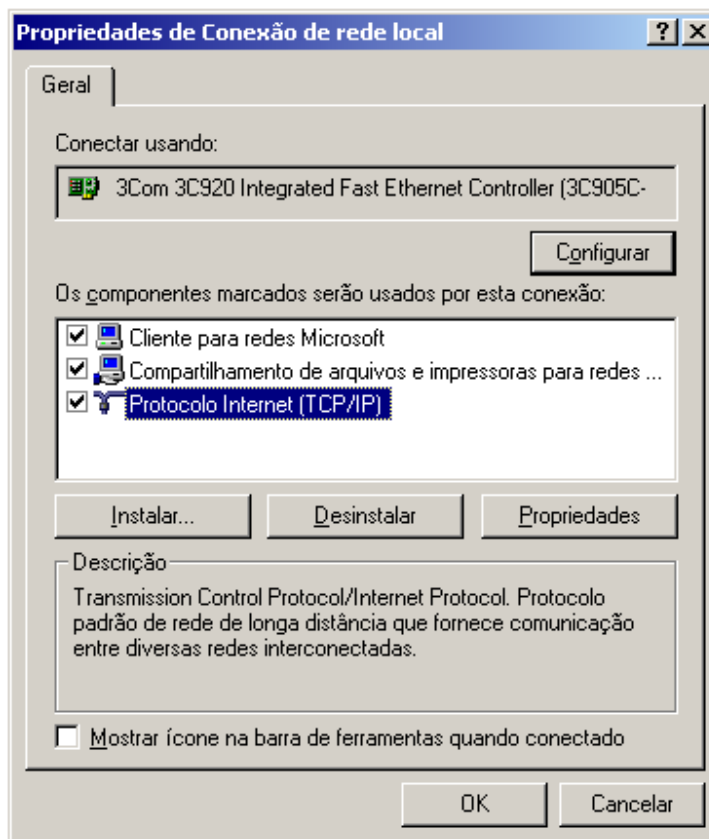 Propriedades de Conexão de rede local
Geral
Conectar usando:
3Com 3C920 Integrated Fast Ethernet Controller (3C905C-
Configurar
Os componentes marcados serão usados por esta conexão:
Cliente para redes Microsoft
Compartilhamento de arquivos e impressoras para redes ...
Protocolo Internet (TCP/IP)
Instalar... Desinstalar Propriedades
Descrição
Transmission Control Protocol/Internet Protocol. Protocolo
padrão de rede de longa distância que fornece comunicação
entre diversas redes interconectadas.
Mostrar ícone na barra de ferramentas quando conectado
OK Cancelar